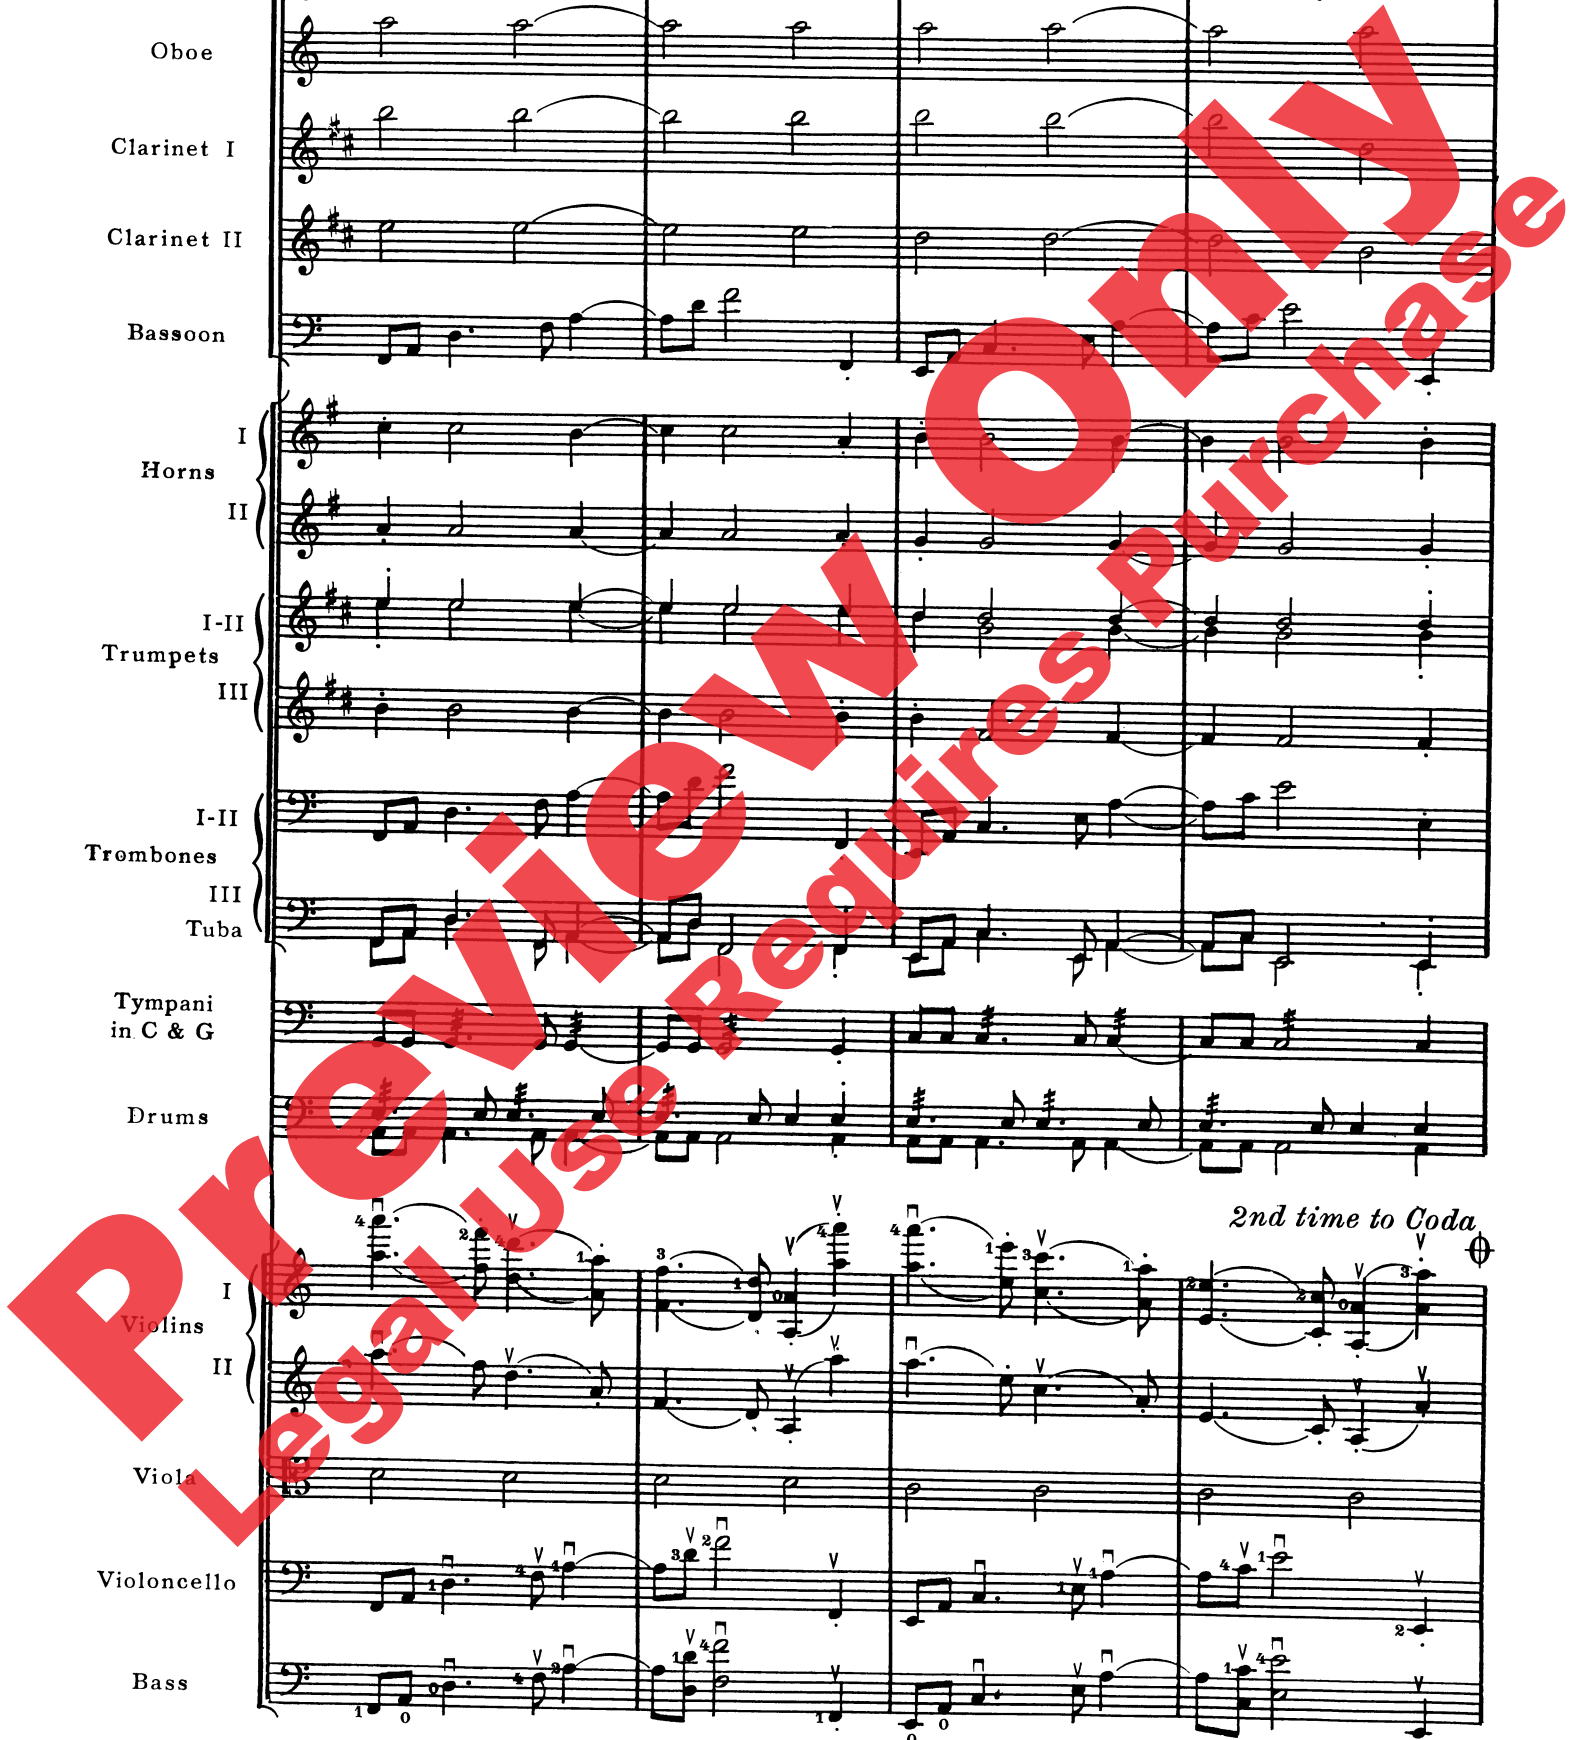 Oboe
Clarinet I
Clarinet II
Bassoon
I
Horns
II
I-II
Trumpets
III
I-II
Trombones
III
Tuba
Tympani
in C & G
Drums
2nd time to Coda
I
Violins
II
Viola
Violoncello
Bass
Preview Only
Legal Use Requires Purchase